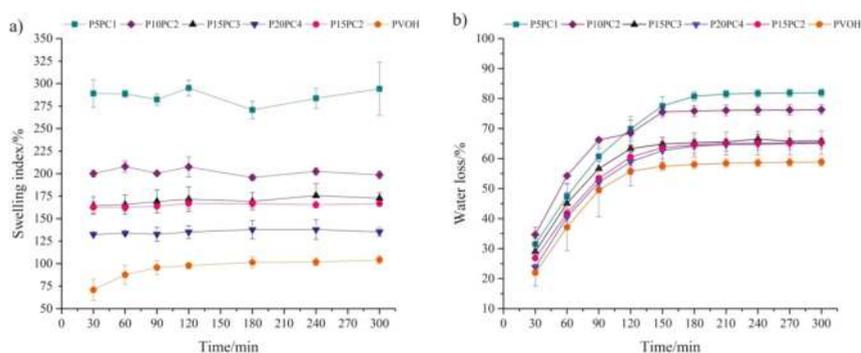 a)
P5PC1 P10PC2 P15PC3 P20PC4 P15PC2 PVOH
350
325
300
275
250
225
200
175
150
125
100
75
50
Swelling index/%
0 30 60 90 120 150 180 210 240 270 300
Time/min
b)
P5PC1 P10PC2 P15PC3 P20PC4 P15PC2 PVOH
100
90
80
70
60
50
40
30
20
10
Water loss/%
0 30 60 90 120 150 180 210 240 270 300
Time/min